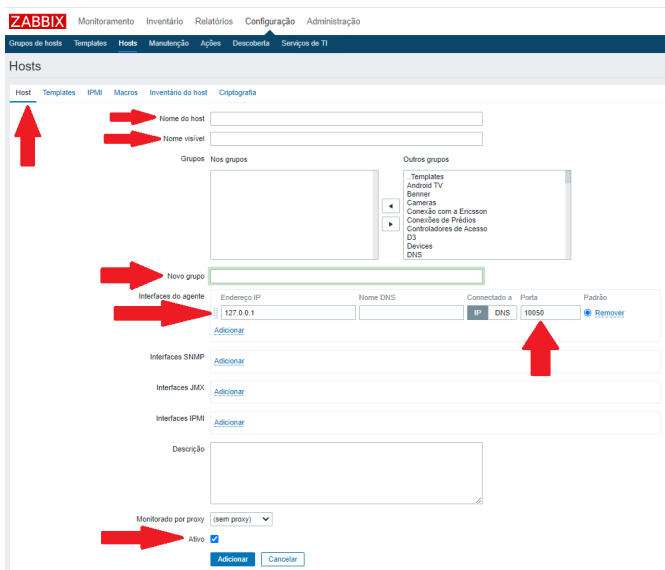 ZABBIX Monitoramento Inventário Relatórios Configuração Administração
Grupos de hosts Templates Hosts Manutenção Ações Descoberta Serviços de TI
Hosts
Host Templates IPMI Macros Inventário do host Criptografia
Nome do host
Nome visível
Grupos Nos grupos Outros grupos
..Templates
Android TV
Benner
Cameras
Conexão com a Ericsson
Conexões de Prédios
Controladores de Acesso
D3
Devices
DNS
Novo grupo
Interfaces do agente Endereço IP Nome DNS Connectado a Porta Padrão
127.0.0.1 IP DNS 10050 Remover
Adicionar
Interfaces SNMP Adicionar
Interfaces JMX Adicionar
Interfaces IPMI Adicionar
Descrição
Monitorado por proxy (sem proxy)
Ativo
Adicionar Cancelar